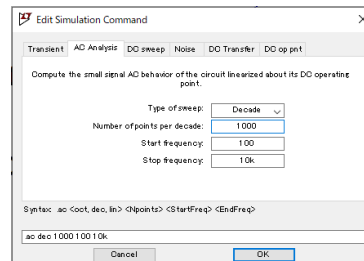 Edit Simulation Command
Transient AC Analysis DC sweep Noise DC Transfer DC op pnt
Compute the small signal AC behavior of the circuit linearized about its DC operating
point.
Type of sweep: Decade
Number of points per decade: 1000
Start frequency: 100
Stop frequency: 10k
Syntax: .ac <oct, dec, lin> <Npoints> <StartFreq> <EndFreq>
.ac dec 1000 100 10k
Cancel OK